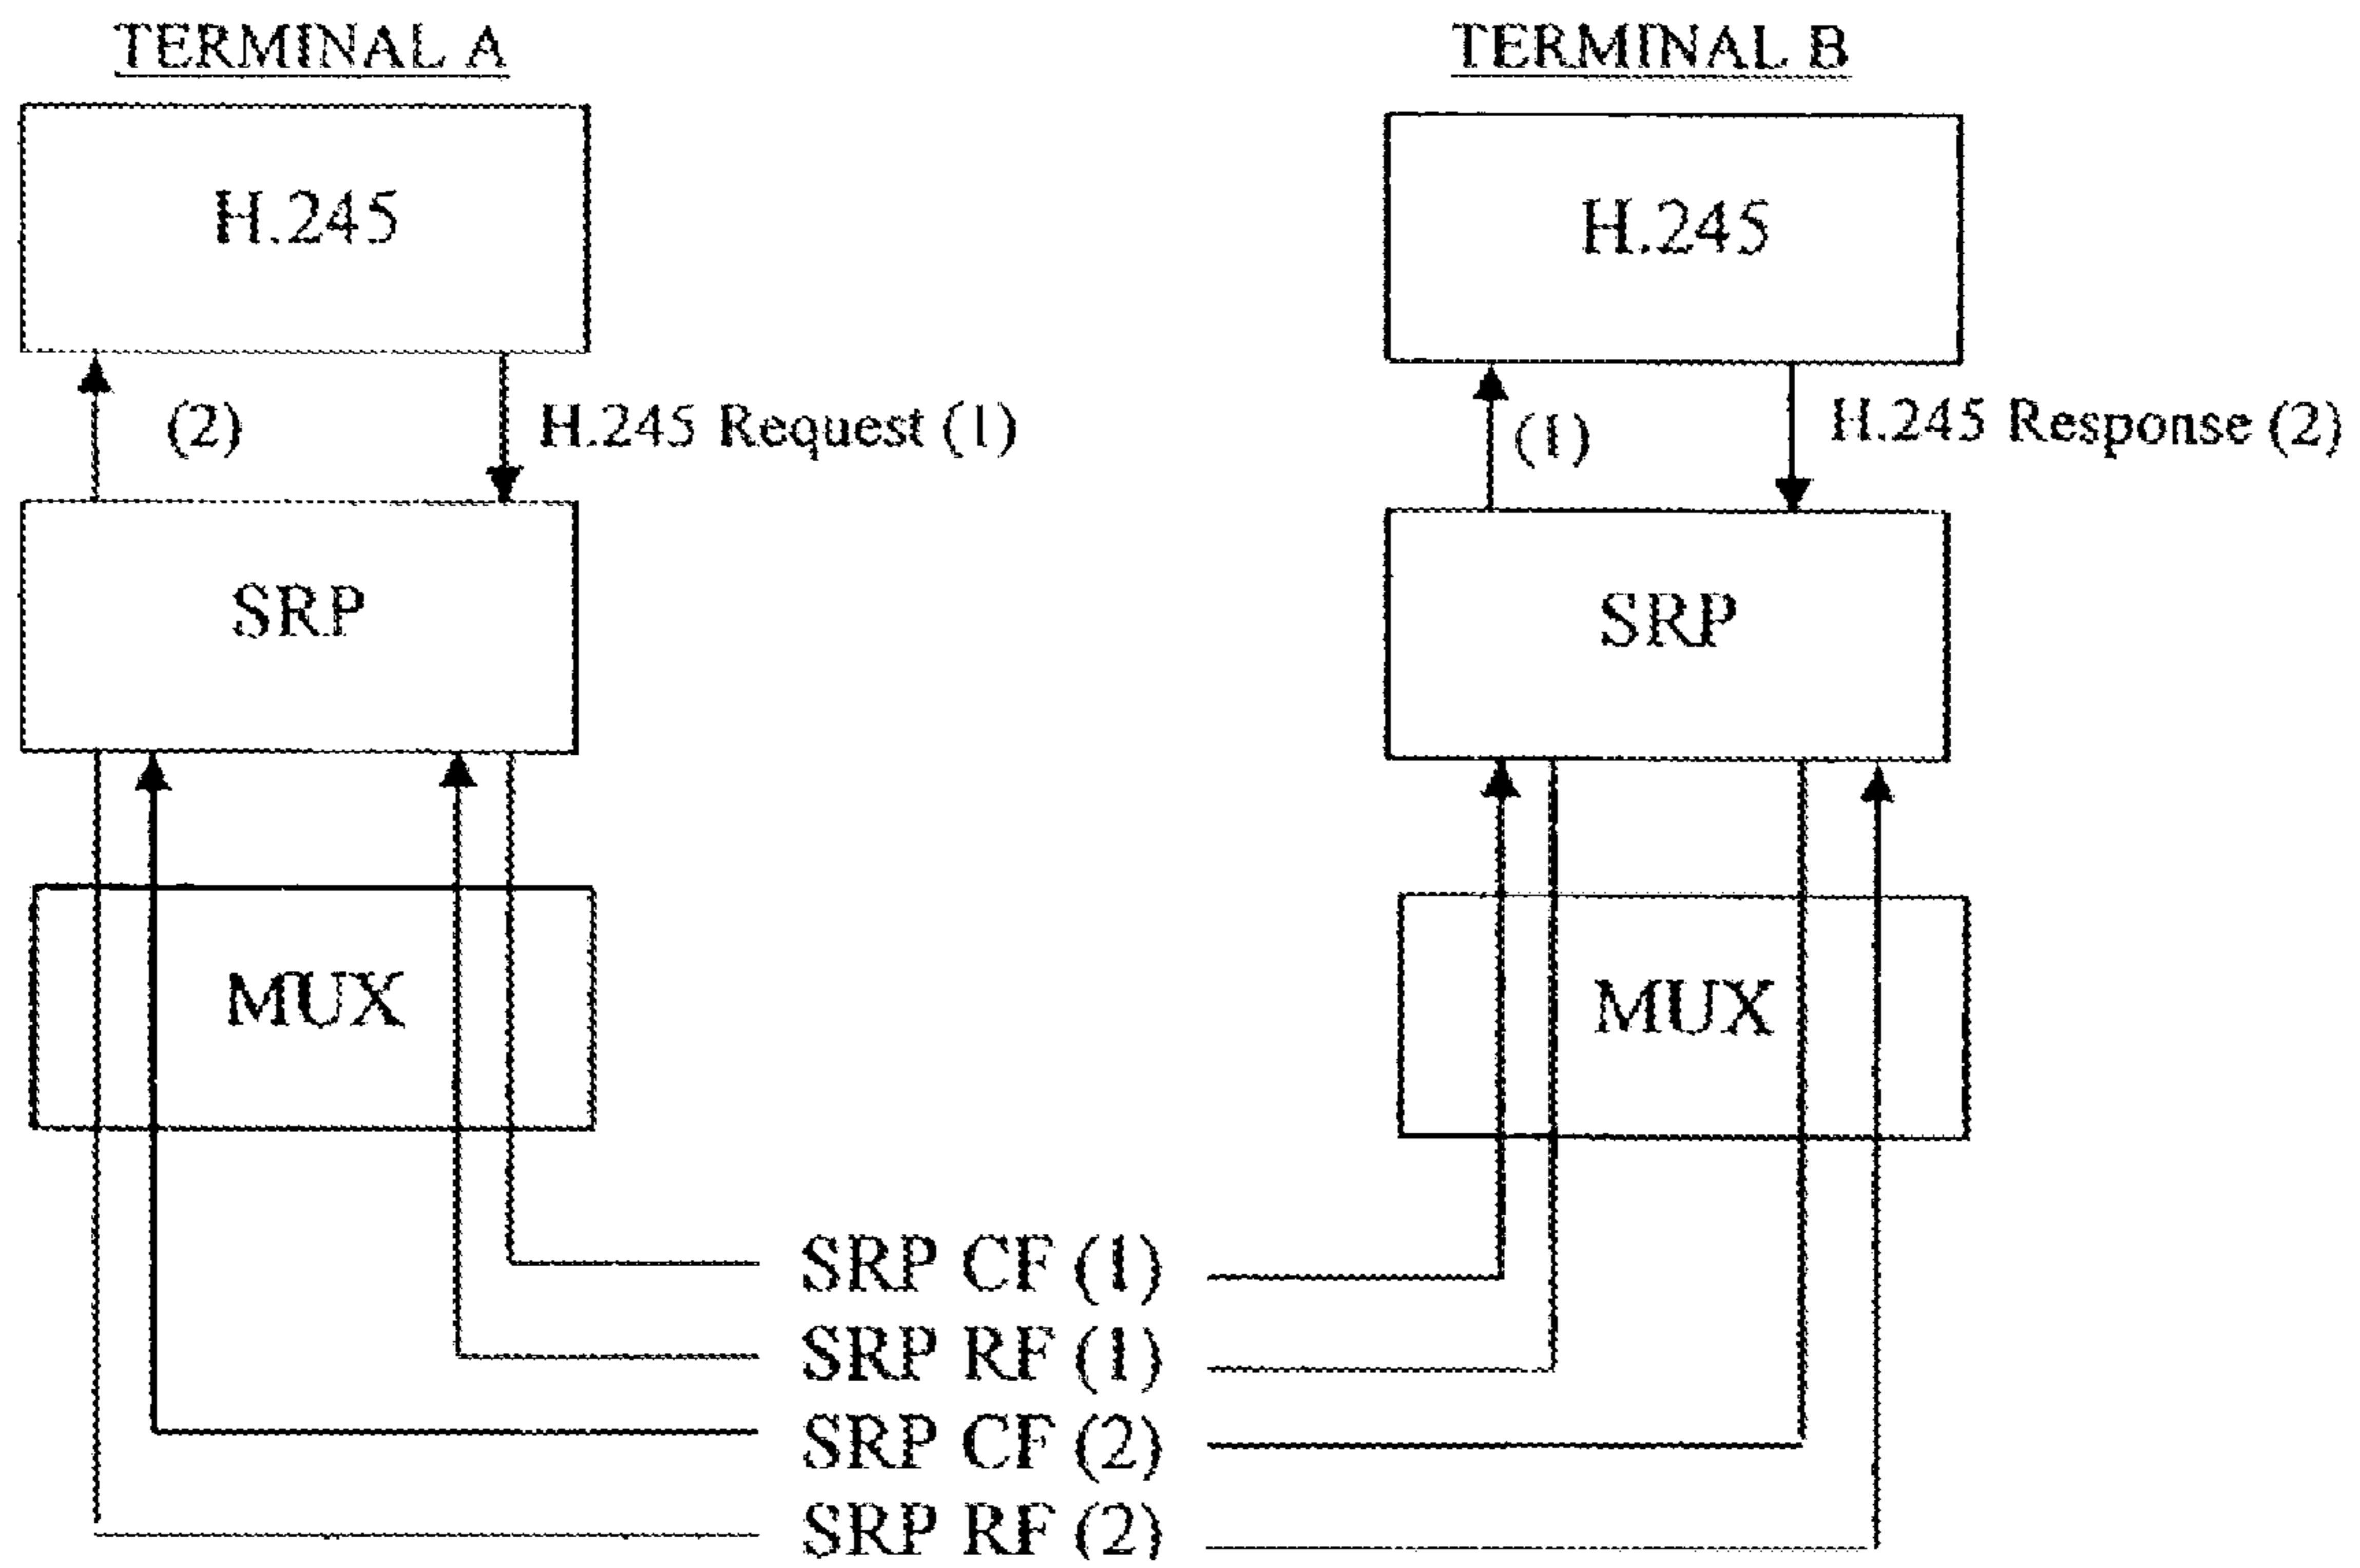 TERMINAL A
TERMINAL B
H.245
H.245
(2)
H.245 Request (1)
(1)
H.245 Response (2)
SRP
SRP
MUX
MUX
SRP CF (1)
SRP RF (1)
SRP CF (2)
SRP RF (2)